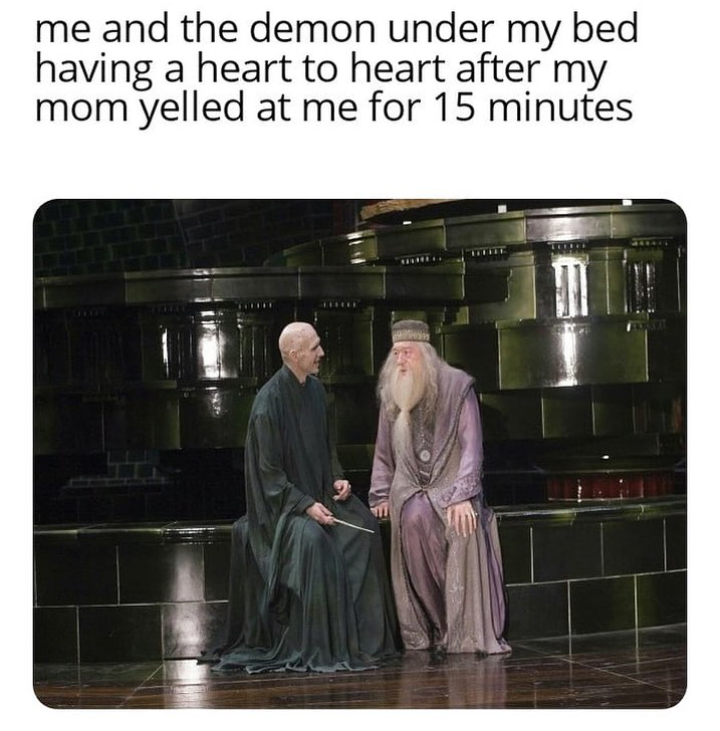 me and the demon under my bed
having a heart to heart after my
mom yelled at me for 15 minutes